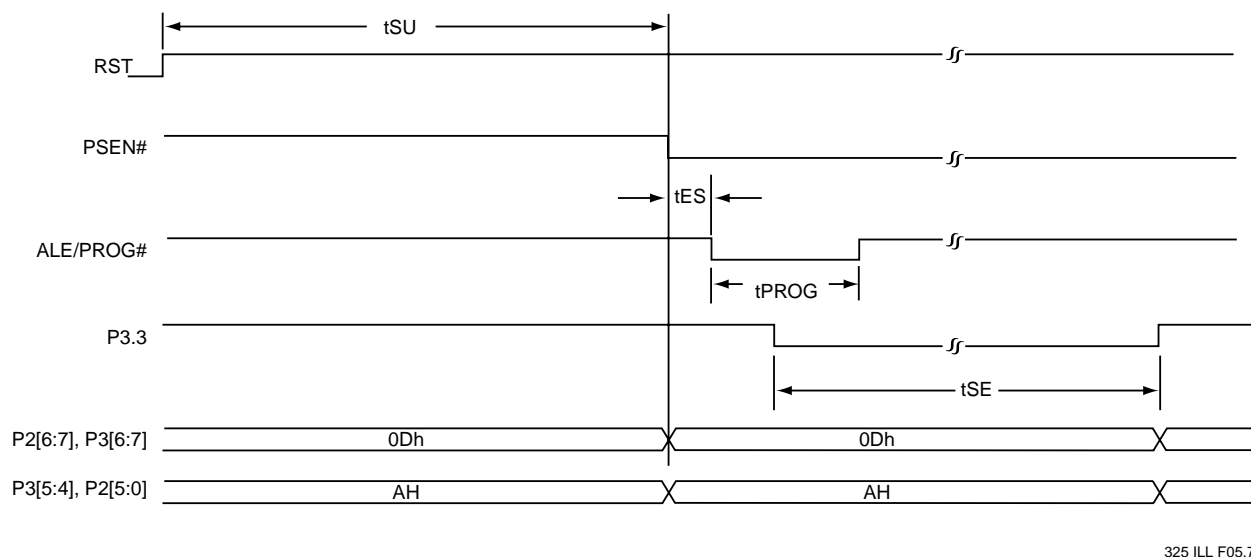 tSU
RST
PSEN#
tES
ALE/PROG#
tPROG
P3.3
tSE
P2[6:7], P3[6:7] 0Dh 0Dh
P3[5:4], P2[5:0] AH AH
325 ILL F05.7